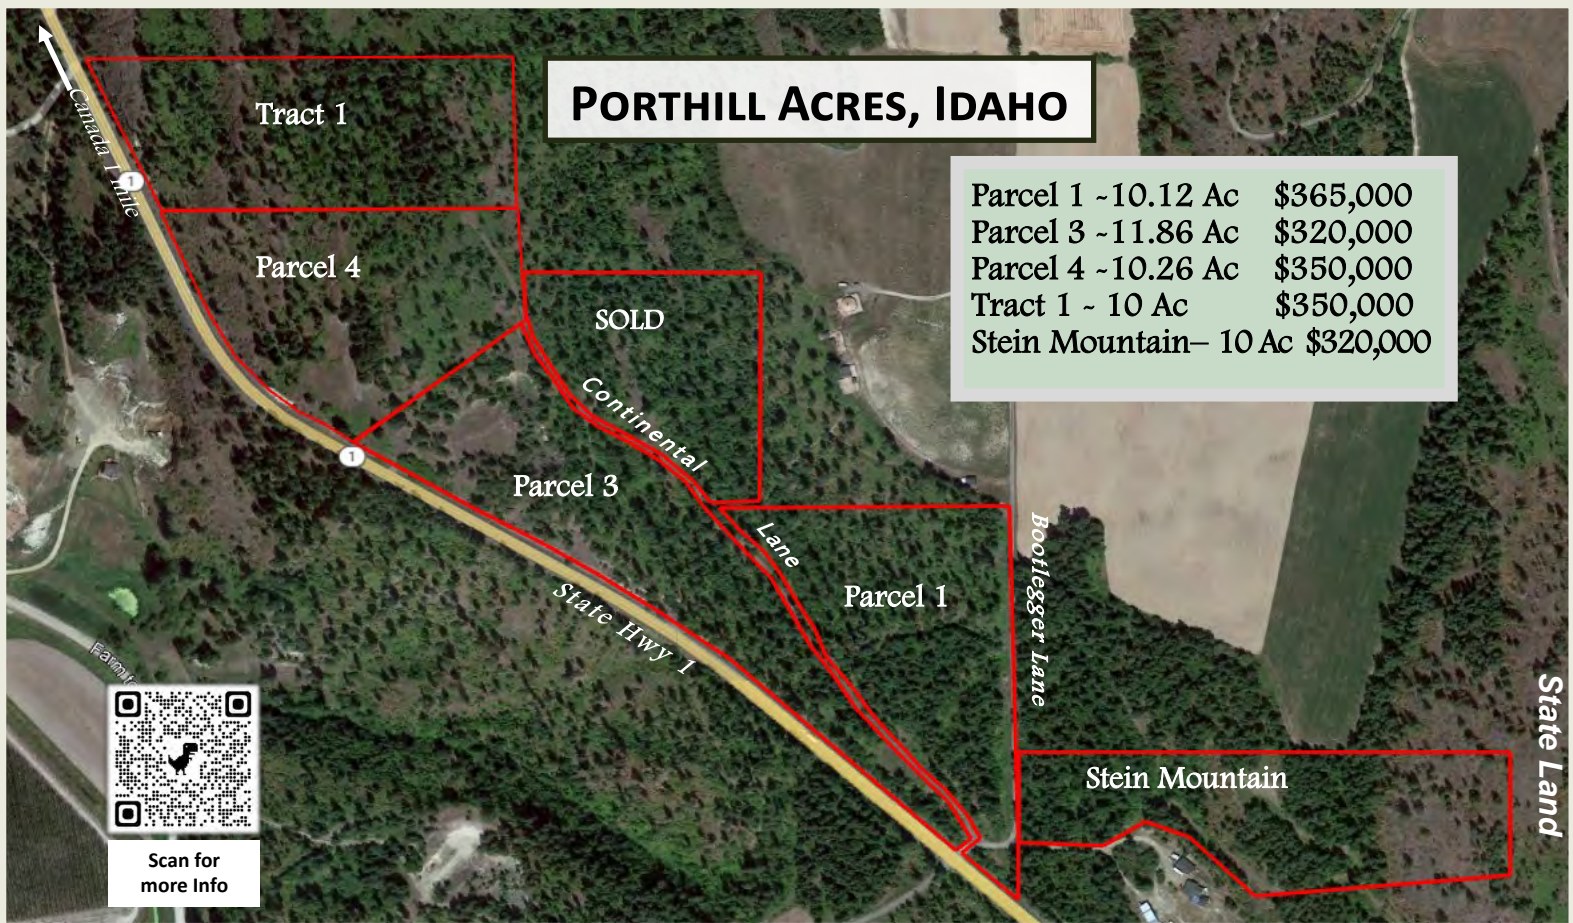 PORTHILL ACRES, IDAHO
Tract 1
Canada 1 mile
1
Parcel 1 ~10.12 Ac $365,000
Parcel 3 ~11.86 Ac $320,000
Parcel 4 ~10.26 Ac $350,000
Tract 1 ~ 10 Ac $350,000
Stein Mountain– 10 Ac $320,000
Parcel 4
SOLD
Continental
Lane
1
Parcel 3
Parcel 1
Bootlegger Lane
State Hwy 1
State Land
Stein Mountain
Scan for
more Info